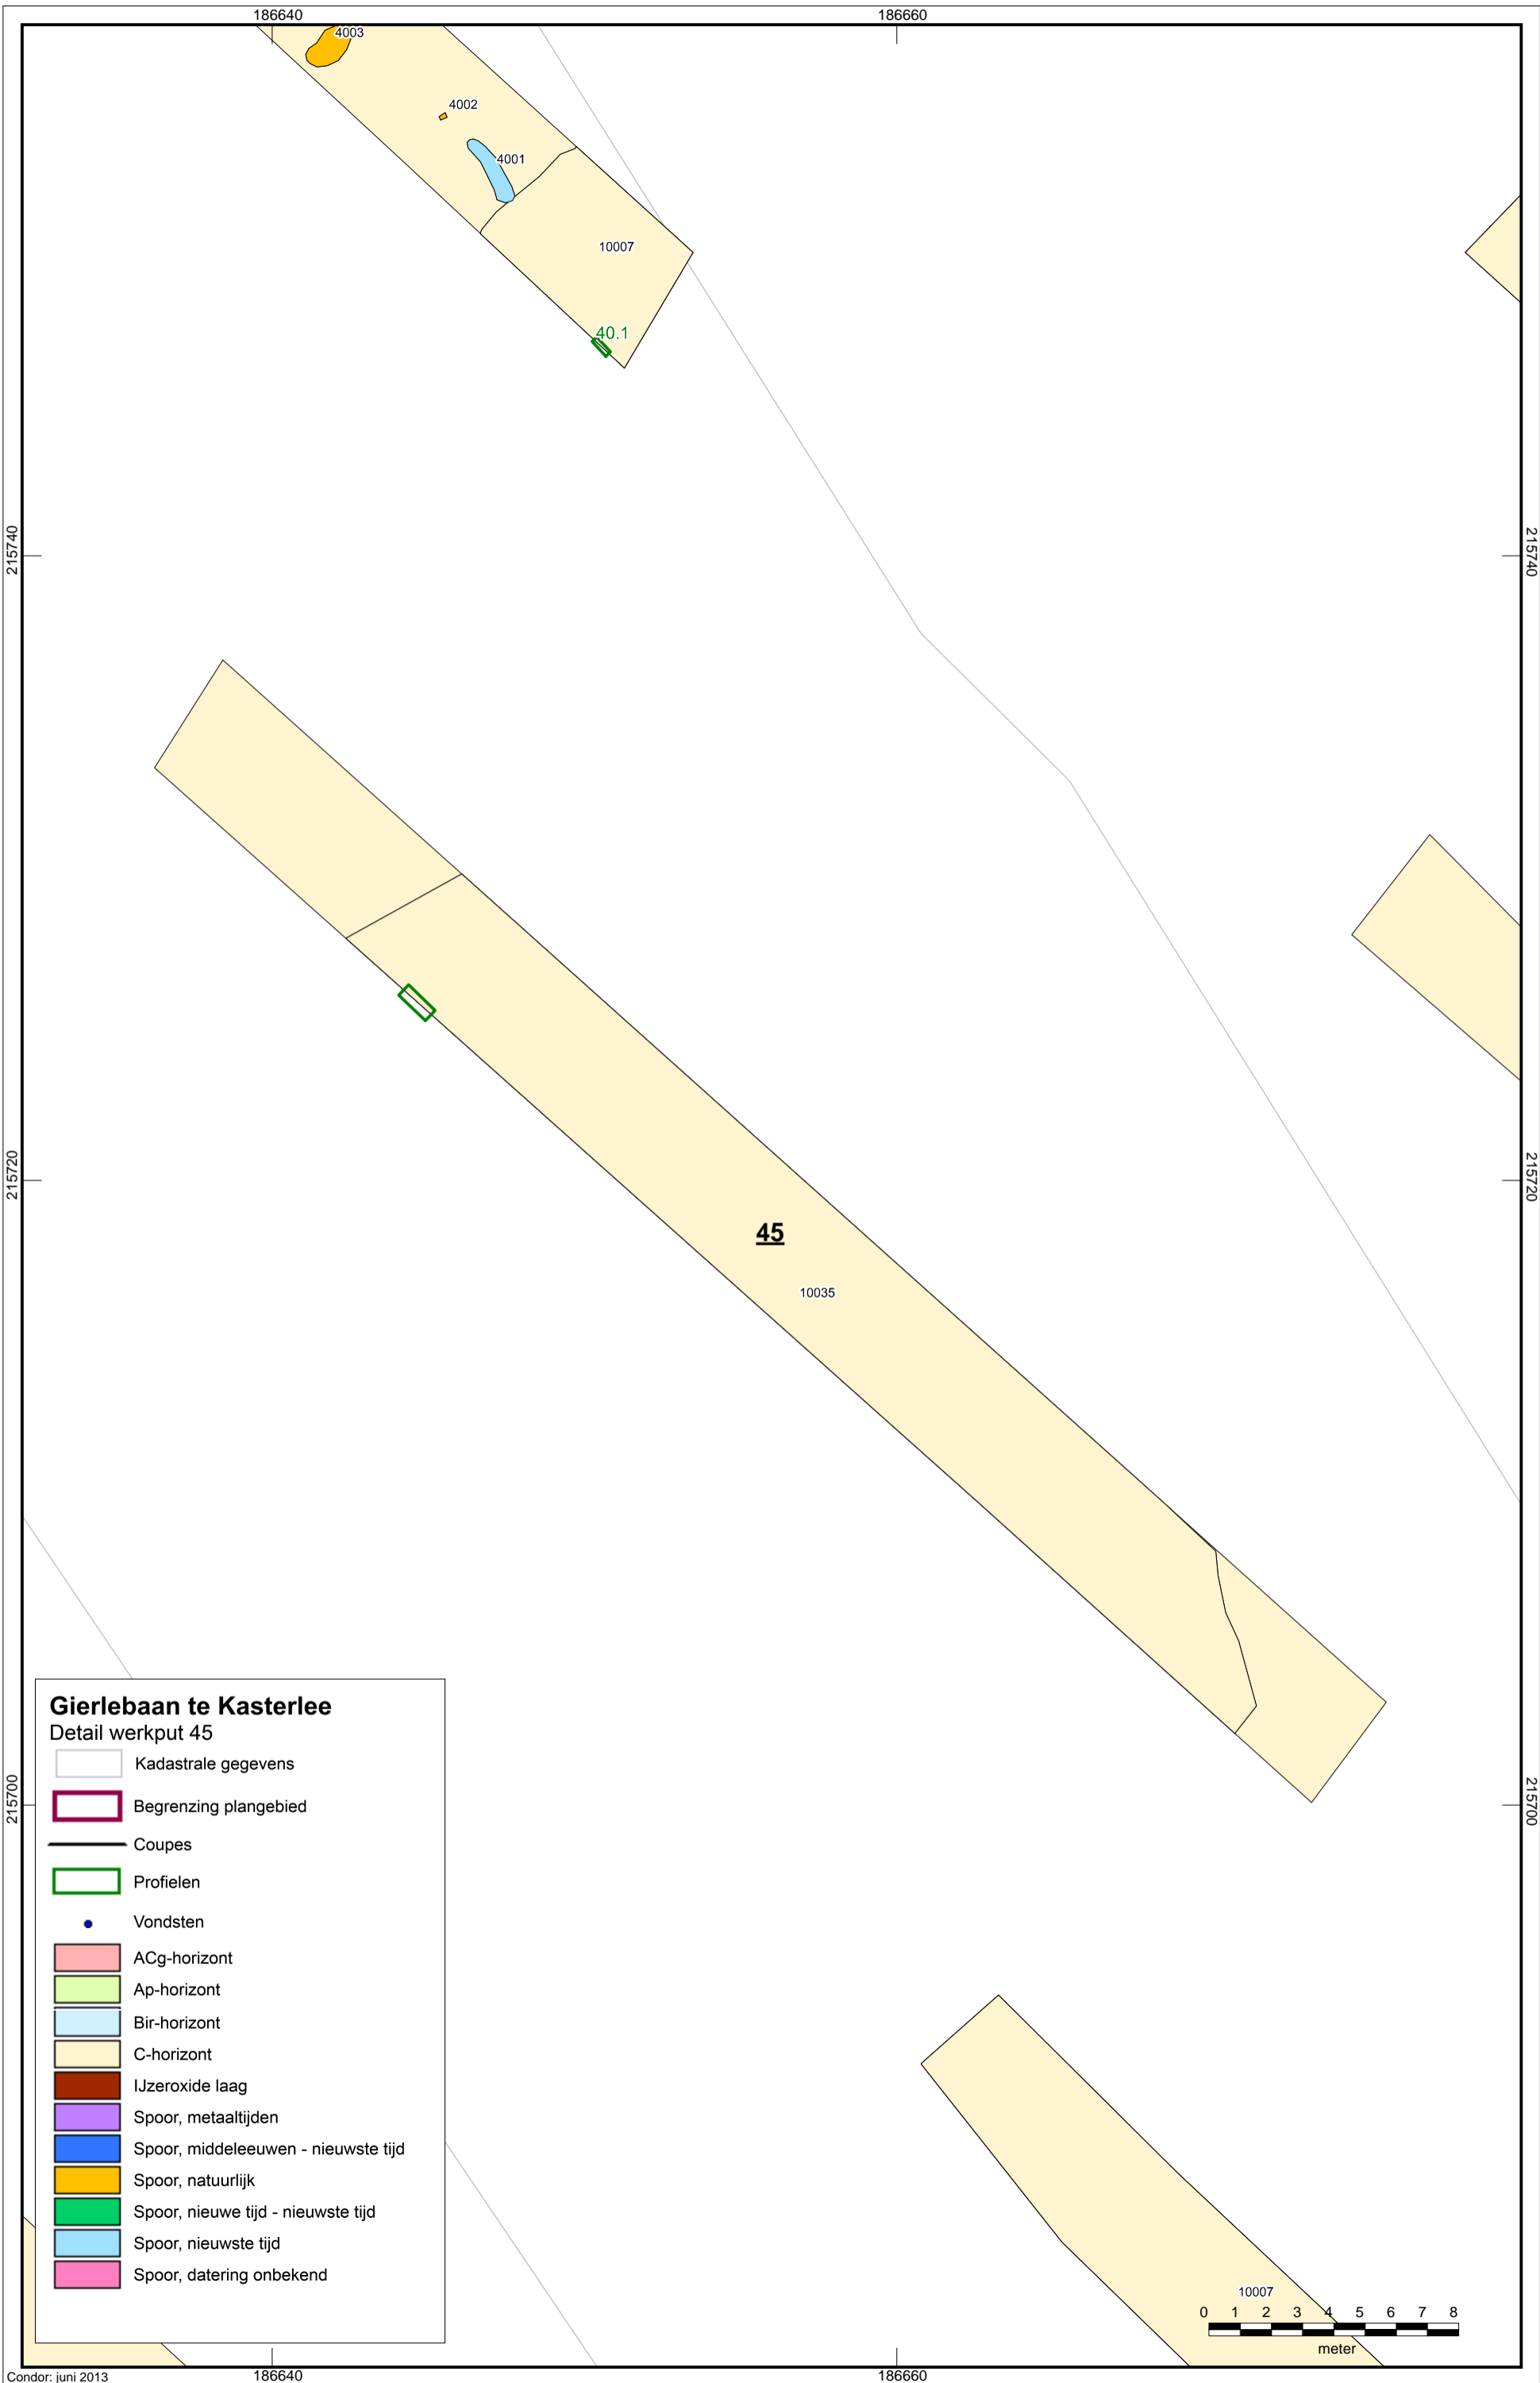 186640
186660
4003
4002
4001
10007
40.1
215740
215740
215720
215720
45
10035
215700
215700
Gierlebaan te Kasterlee
Detail werkput 45
Kadastrale gegevens
Begrenzing plangebied
Coupes
Profielen
Vondsten
ACg-horizont
Ap-horizont
Bir-horizont
C-horizont
IJzeroxide laag
Spoor, metaaltijden
Spoor, middeleeuwen - nieuwste tijd
Spoor, natuurlijk
Spoor, nieuwe tijd - nieuwste tijd
Spoor, nieuwste tijd
Spoor, datering onbekend
10007
0 1 2 3 4 5 6 7 8
meter
Condor: juni 2013
186640
186660